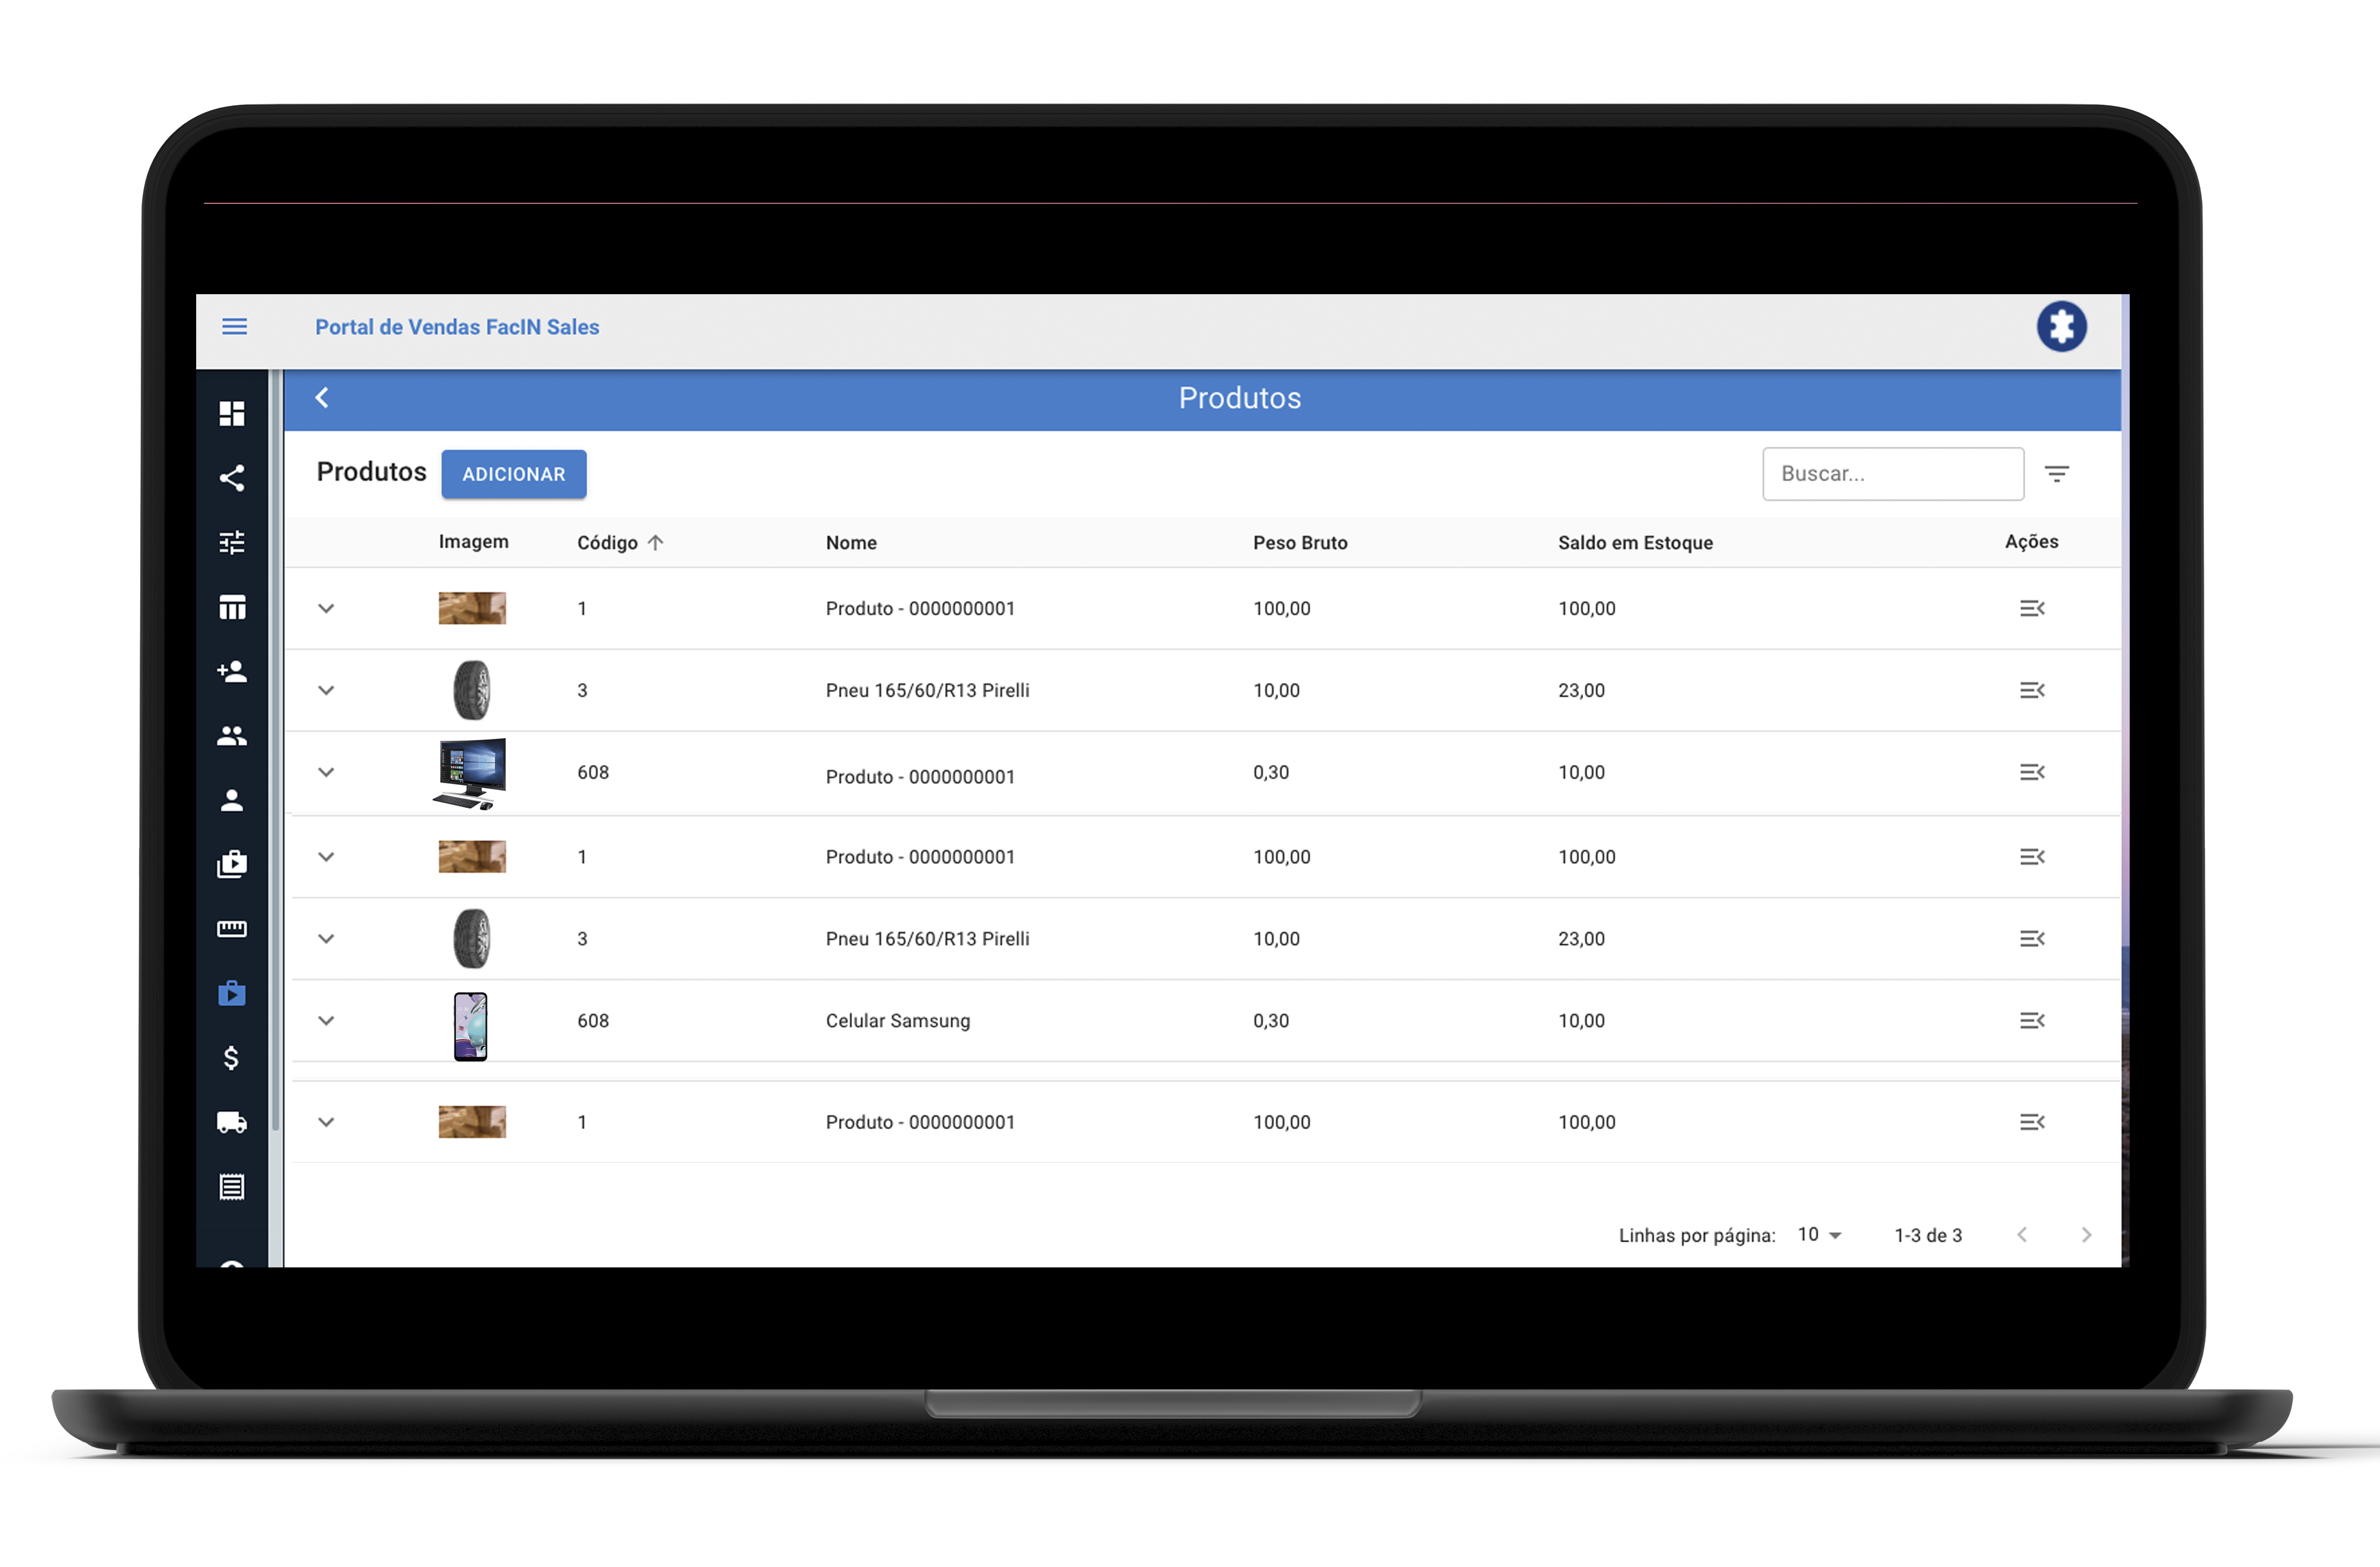 Portal de Vendas FacIN Sales
Produtos
Produtos ADICIONAR Buscar...
Imagem Código Nome Peso Bruto Saldo em Estoque Ações
1 Produto - 0000000001 100,00 100,00
3 Pneu 165/60/R13 Pirelli 10,00 23,00
608 Produto - 0000000001 0,30 10,00
1 Produto - 0000000001 100,00 100,00
3 Pneu 165/60/R13 Pirelli 10,00 23,00
608 Celular Samsung 0,30 10,00
1 Produto - 0000000001 100,00 100,00
Linhas por página: 10 1-3 de 3